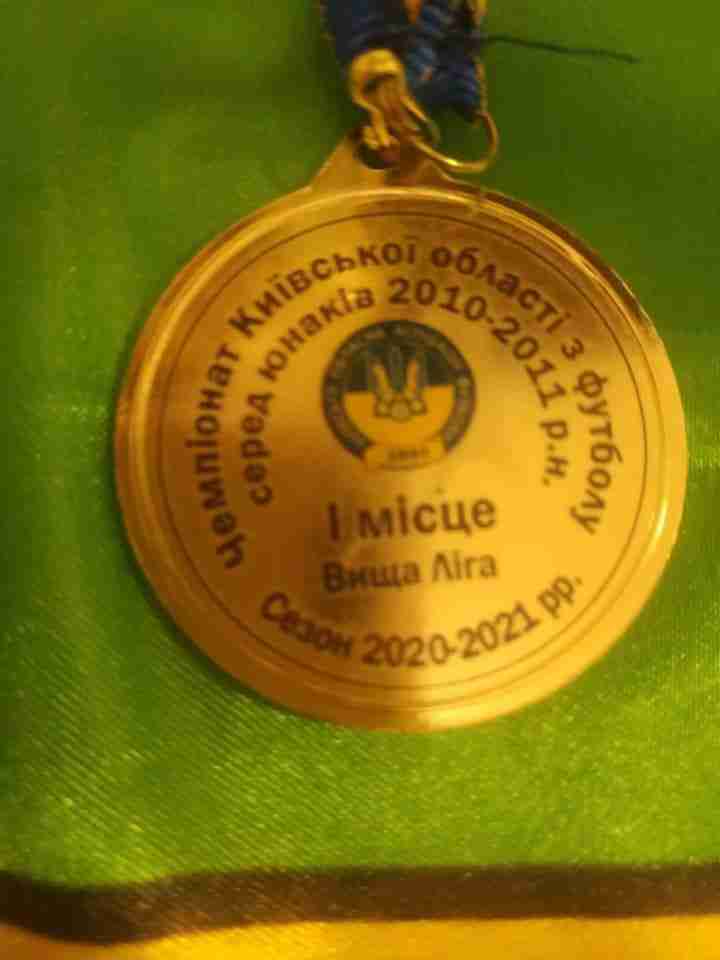 Чемпіонат Київської області з футболу
серед юнаків 2010-2011 р.н.
І місце
Вища Ліга
Сезон 2020-2021 рр.